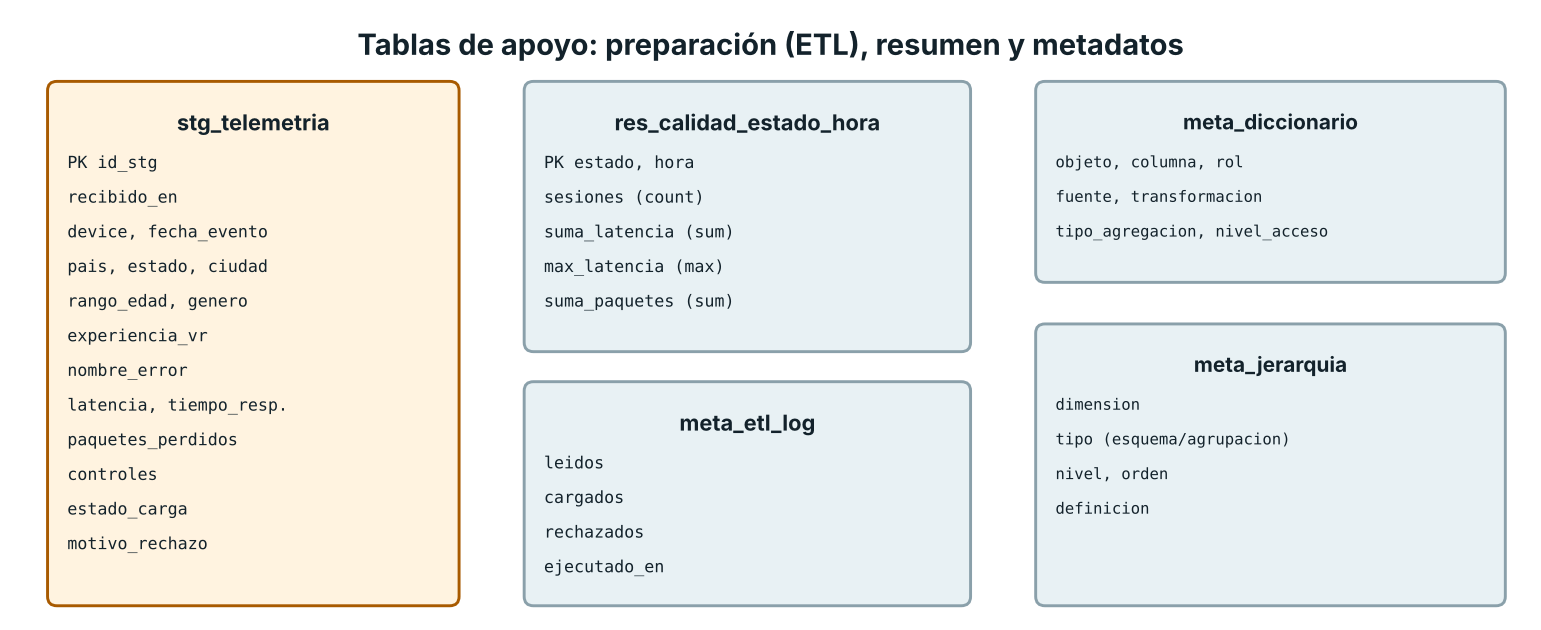 Tablas de apoyo: preparación (ETL), resumen y metadatos
stg_telemetria
PK id_stg
recibido_en
device, fecha_evento
pais, estado, ciudad
rango_edad, genero
experiencia_vr
nombre_error
latencia, tiempo_resp.
paquetes_perdidos
controles
estado_carga
motivo_rechazo
res_calidad_estado_hora
PK estado, hora
sesiones (count)
suma_latencia (sum)
max_latencia (max)
suma_paquetes (sum)
meta_etl_log
leidos
cargados
rechazados
ejecutado_en
meta_diccionario
objeto, columna, rol
fuente, transformacion
tipo_agregacion, nivel_acceso
meta_jerarquia
dimension
tipo (esquema/agrupacion)
nivel, orden
definicion